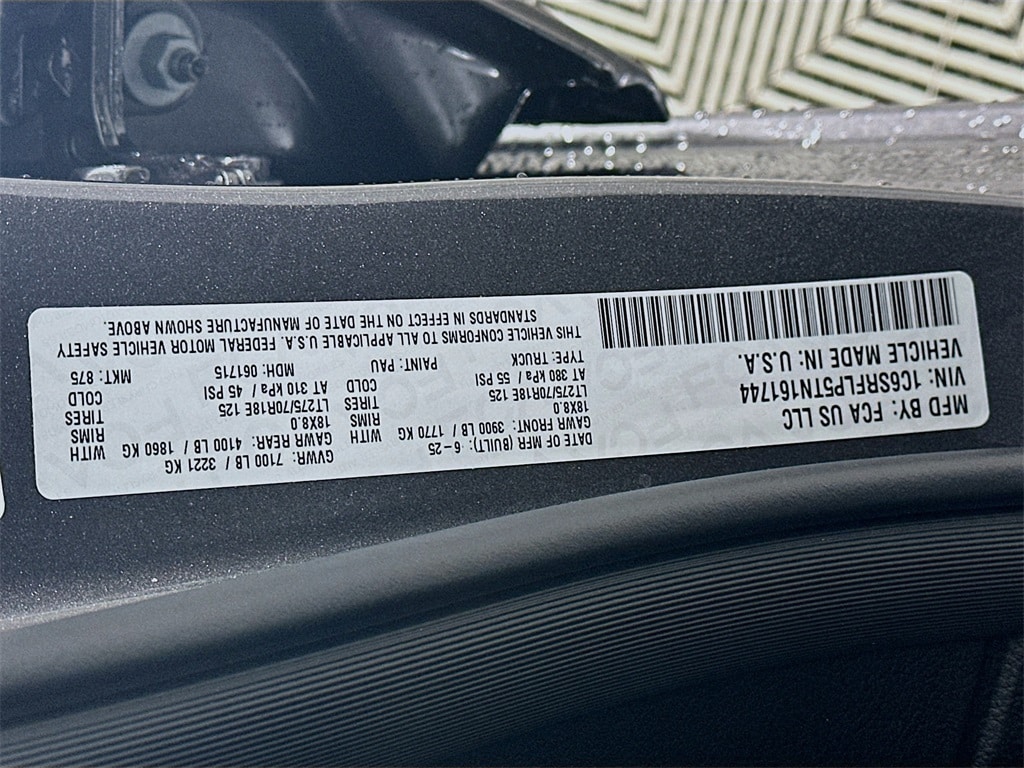 MFD BY: FCA US LLC
DATE OF MFR (BUILT): 6-25
GVWR: 7100 LB / 3221 KG
VIN: 1C6SRFLP5TN161744
GAWR FRONT: 3900 LB / 1770 KG WITH
GAWR REAR: 4100 LB / 1860 KG WITH
18X8.0 RIMS
18X8.0 RIMS
VEHICLE MADE IN: U.S.A.
LT275/70R18E 125 TIRES
LT275/70R18E 125 TIRES
AT 380 kPa / 55 PSI COLD
AT 310 kPa / 45 PSI COLD
TYPE: TRUCK PAINT: PAU MDH: 061715 MKT: 875
THIS VEHICLE CONFORMS TO ALL APPLICABLE U.S.A. FEDERAL MOTOR VEHICLE SAFETY
STANDARDS IN EFFECT ON THE DATE OF MANUFACTURE SHOWN ABOVE.